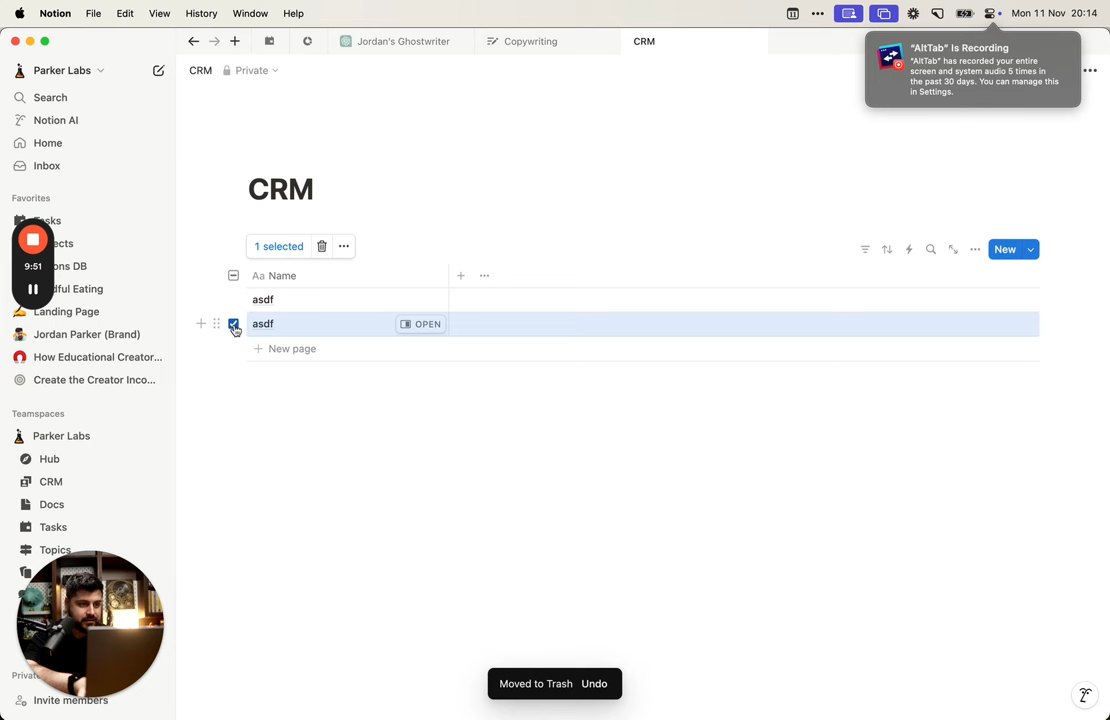 Notion File Edit View History Window Help
11
Mon 11 Nov 20:14
Jordan's Ghostwriter
Copywriting
CRM
"AltTab" Is Recording
"AltTab" has recorded your entire
screen and system audio 5 times in
the past 30 days. You can manage this
in Settings.
Parker Labs
CRM Private
Search
Notion AI
Home
Inbox
Favorites
9:51
Landing Page
Jordan Parker (Brand)
How Educational Creator...
Create the Creator Inco...
Teamspaces
Parker Labs
Hub
CRM
Docs
Tasks
Topics
Invite members
CRM
1 selected
New
Aa Name
asdf
asdf OPEN
New page
Moved to Trash Undo